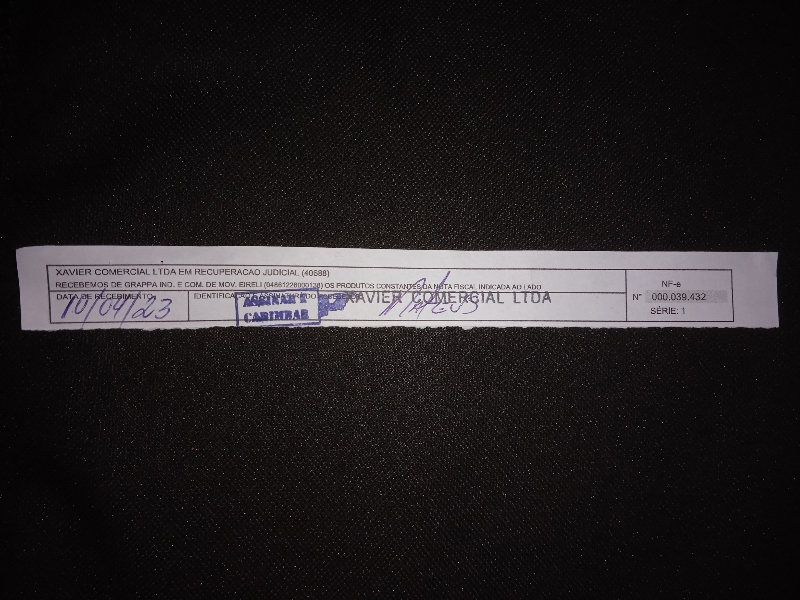 XAVIER COMERCIAL LTDA EM RECUPERACAO JUDICIAL (40588)
RECEBEMOS DE GRAPPA IND. E COM. DE MOV. EIRELI (04661228000138) OS PRODUTOS CONSTANTES DA NOTA FISCAL INDICADA AO LADO
DATA DE RECEBIMENTO
10/04/23
IDENTIFICAÇÃO
ASSINAR E
CARIMBAR
XAVIER COMERCIAL LTDA
NF-e
N° 000.039.432
SÉRIE: 1